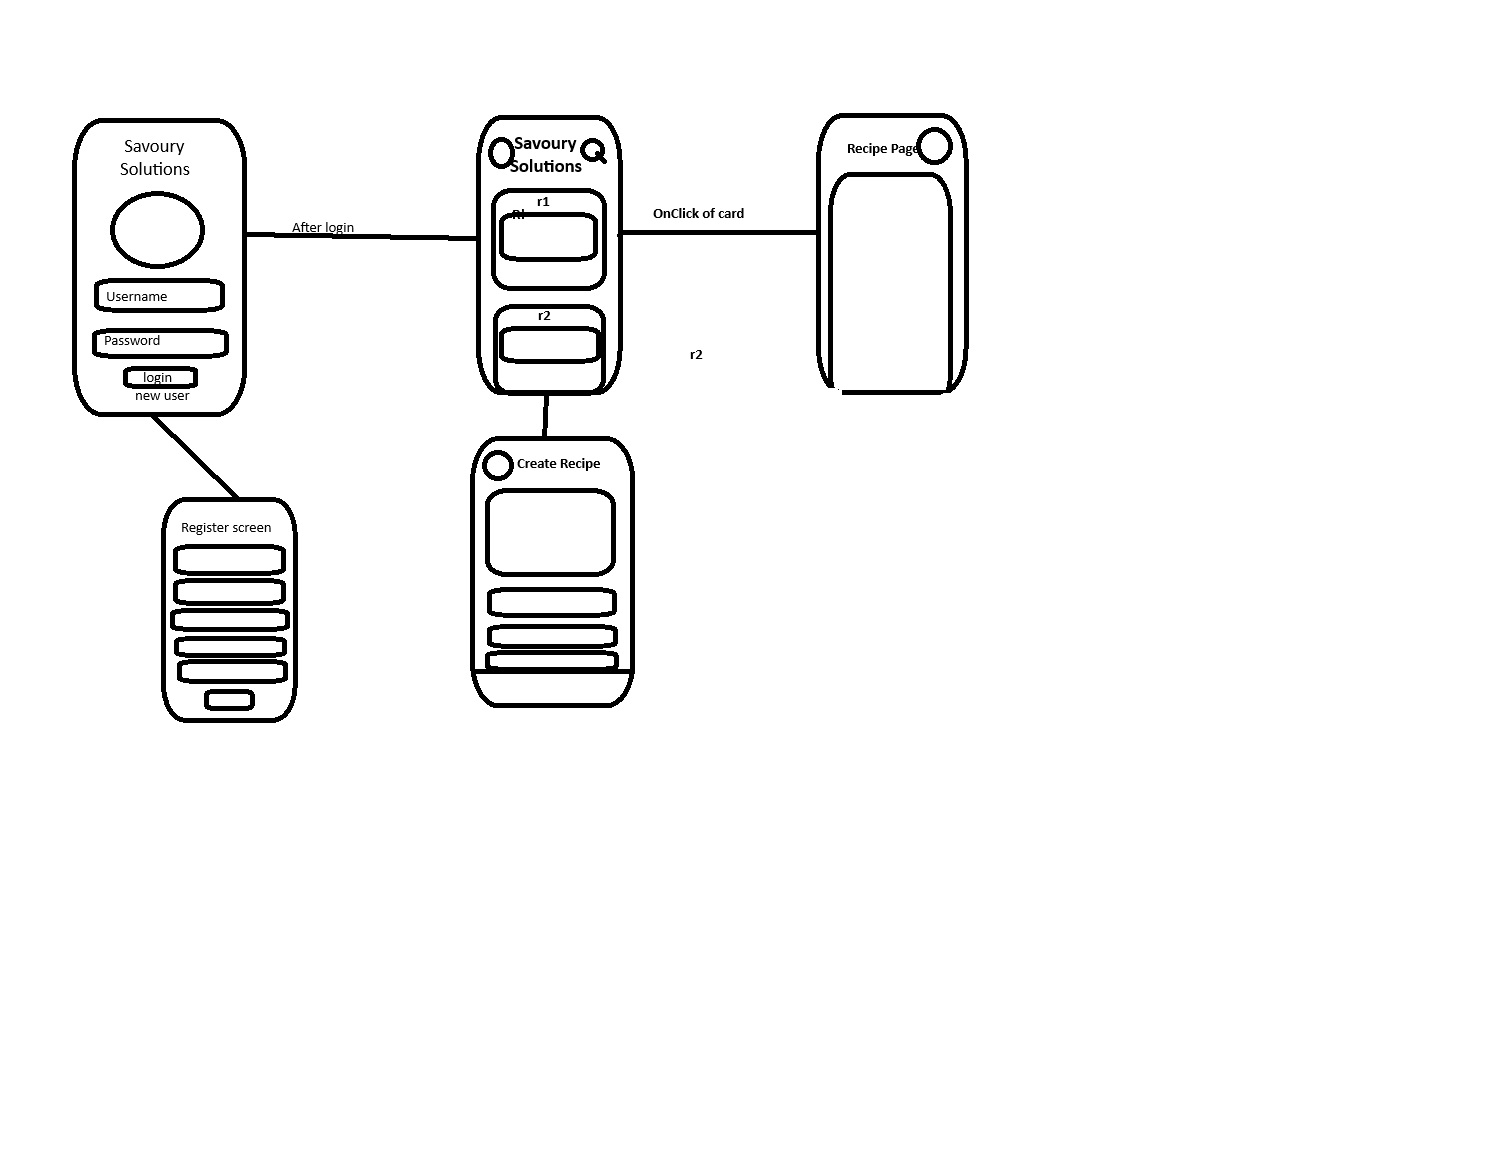 Savoury
Solutions
Username
Password
login
new user
After login
Savoury
Solutions
r1
r2
OnClick of card
r2
Recipe Page
Register screen
Create Recipe